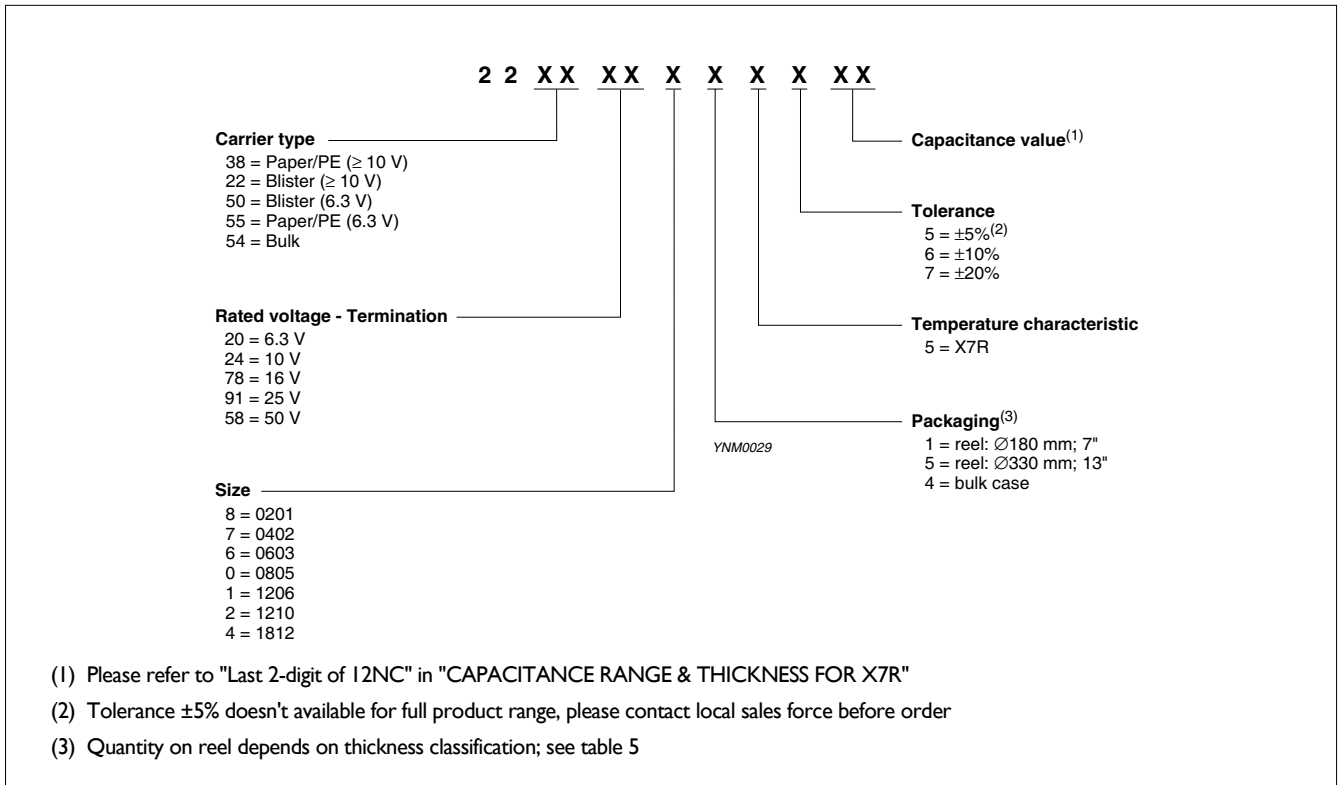 2 2 X X X X X X X X X X
Carrier type
38 = Paper/PE (≥ 10 V)
22 = Blister (≥ 10 V)
50 = Blister (6.3 V)
55 = Paper/PE (6.3 V)
54 = Bulk
Rated voltage - Termination
20 = 6.3 V
24 = 10 V
78 = 16 V
91 = 25 V
58 = 50 V
Size
8 = 0201
7 = 0402
6 = 0603
0 = 0805
1 = 1206
2 = 1210
4 = 1812
Capacitance value(1)
Tolerance
5 = ±5%(2)
6 = ±10%
7 = ±20%
Temperature characteristic
5 = X7R
Packaging(3)
1 = reel: ∅180 mm; 7"
5 = reel: ∅330 mm; 13"
4 = bulk case
YNM0029
(1) Please refer to "Last 2-digit of 12NC" in "CAPACITANCE RANGE & THICKNESS FOR X7R"
(2) Tolerance ±5% doesn't available for full product range, please contact local sales force before order
(3) Quantity on reel depends on thickness classification; see table 5